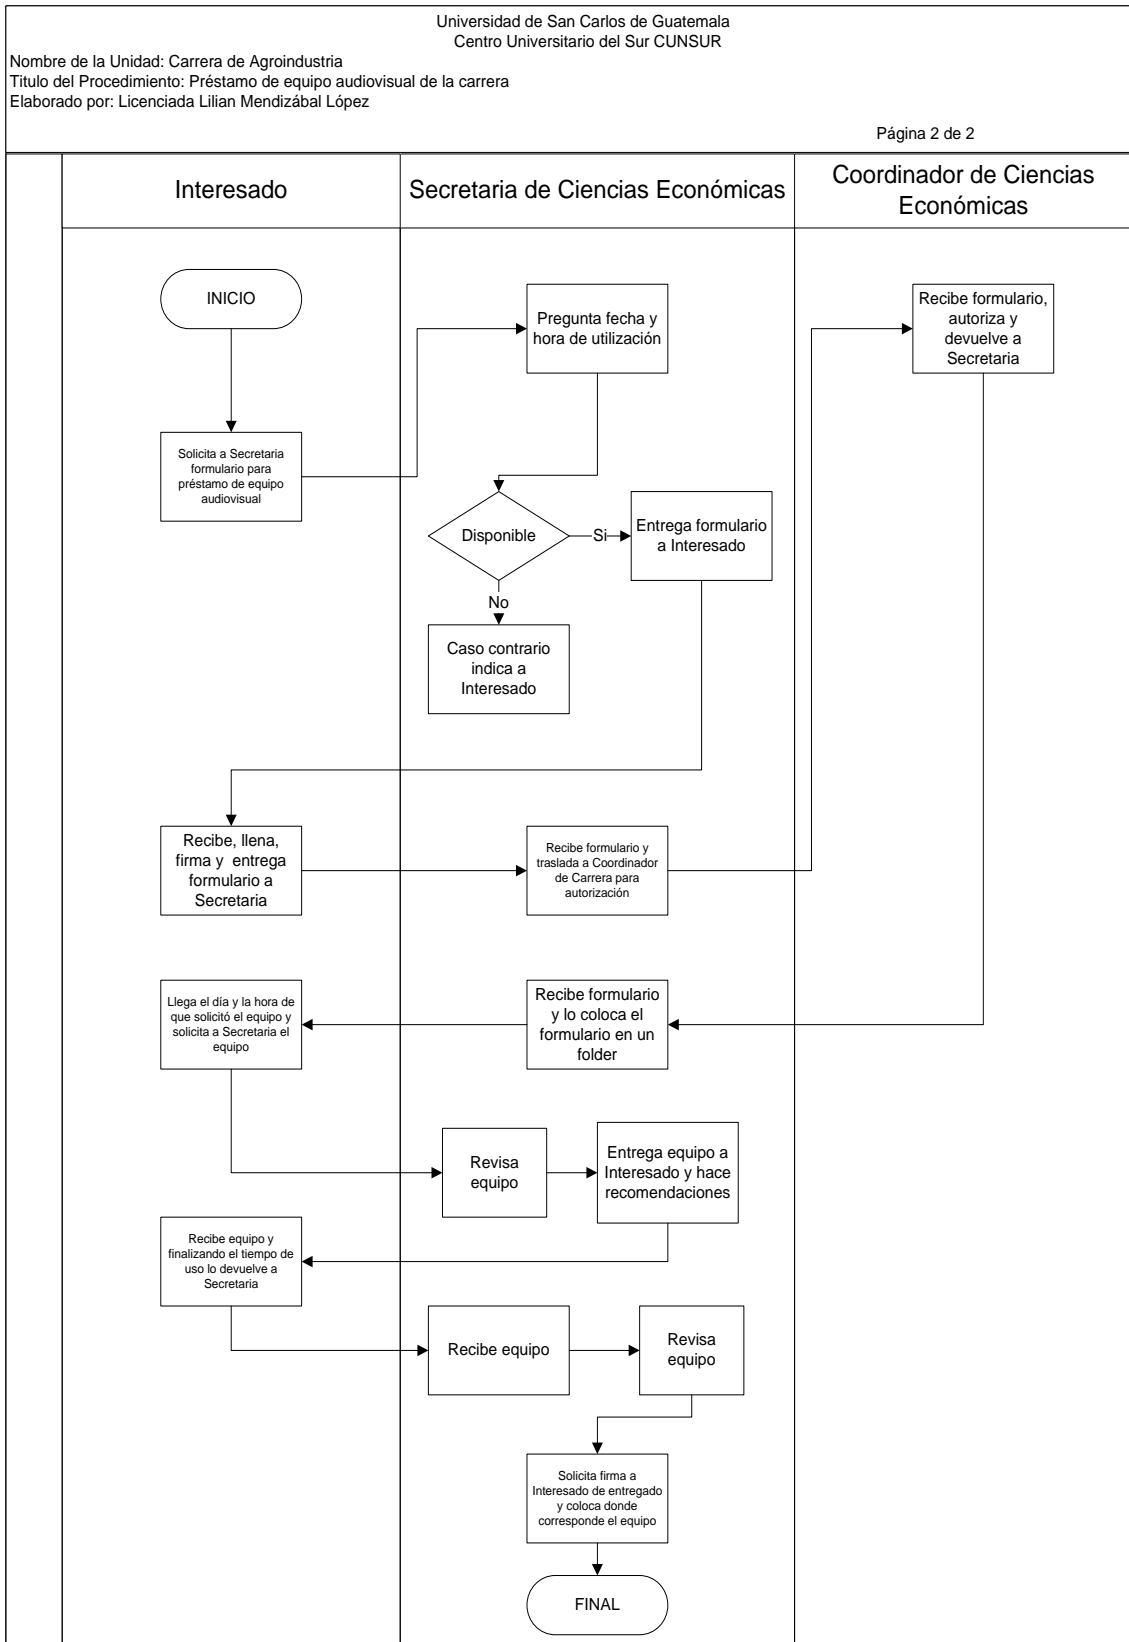 Universidad de San Carlos de Guatemala
Centro Universitario del Sur CUNSUR
Nombre de la Unidad: Carrera de Agroindustria
Titulo del Procedimiento: Préstamo de equipo audiovisual de la carrera
Elaborado por: Licenciada Lilian Mendizábal López
Página 2 de 2
Interesado
Secretaria de Ciencias Económicas
Coordinador de Ciencias
Económicas
INICIO
Solicita a Secretaria
formulario para
préstamo de equipo
audiovisual
Pregunta fecha y
hora de utilización
Disponible
Si
Entrega formulario
a Interesado
No
Caso contrario
indica a
Interesado
Recibe, llena,
firma y entrega
formulario a
Secretaria
Recibe formulario y
traslada a Coordinador
de Carrera para
autorización
Recibe formulario,
autoriza y
devuelve a
Secretaria
Recibe formulario
y lo coloca el
formulario en un
folder
Llega el día y la hora de
que solicitó el equipo y
solicita a Secretaria el
equipo
Revisa
equipo
Entrega equipo a
Interesado y hace
recomendaciones
Recibe equipo y
finalizando el tiempo de
uso lo devuelve a
Secretaria
Recibe equipo
Revisa
equipo
Solicita firma a
Interesado de entregado
y coloca donde
corresponde el equipo
FINAL